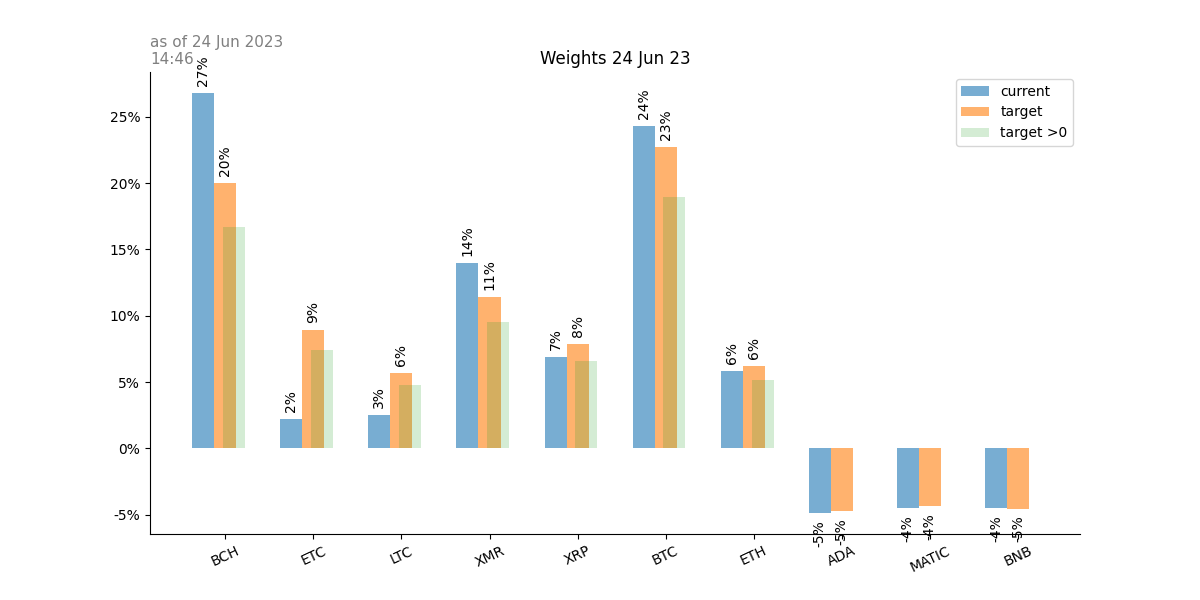 as of 24 Jun 2023
14:46
Weights 24 Jun 23
current
target
target >0
25%
20%
15%
10%
5%
0%
-5%
27%
20%
2%
9%
3%
6%
14%
11%
7%
8%
24%
23%
6%
6%
-5%
-5%
-4%
-4%
-4%
-5%
BCH
ETC
LTC
XMR
XRP
BTC
ETH
ADA
MATIC
BNB